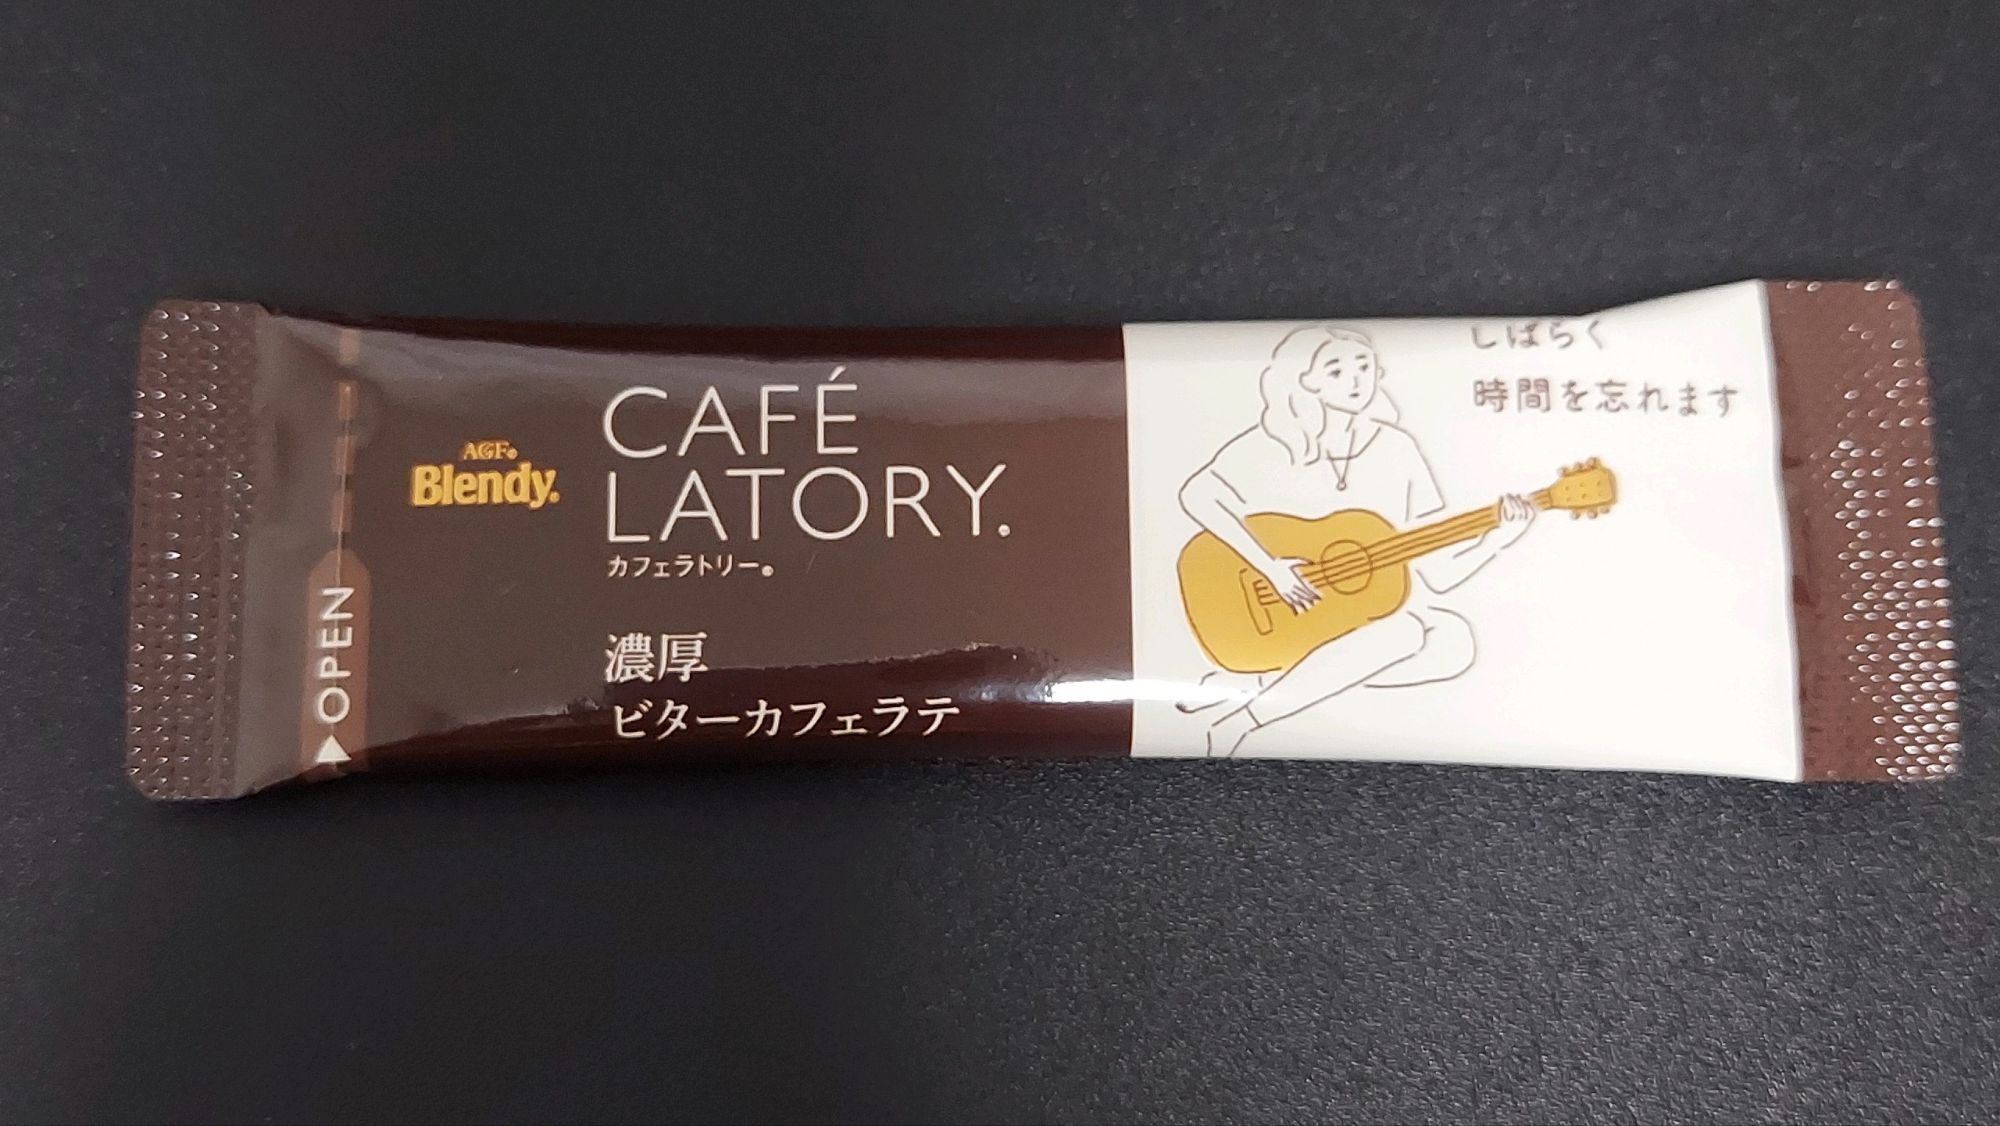 OPEN
AGF®
Blendy®
CAFÉ
LATORY®
カフェラトリー®
濃厚
ビターカフェラテ
しばらく
時間を忘れます